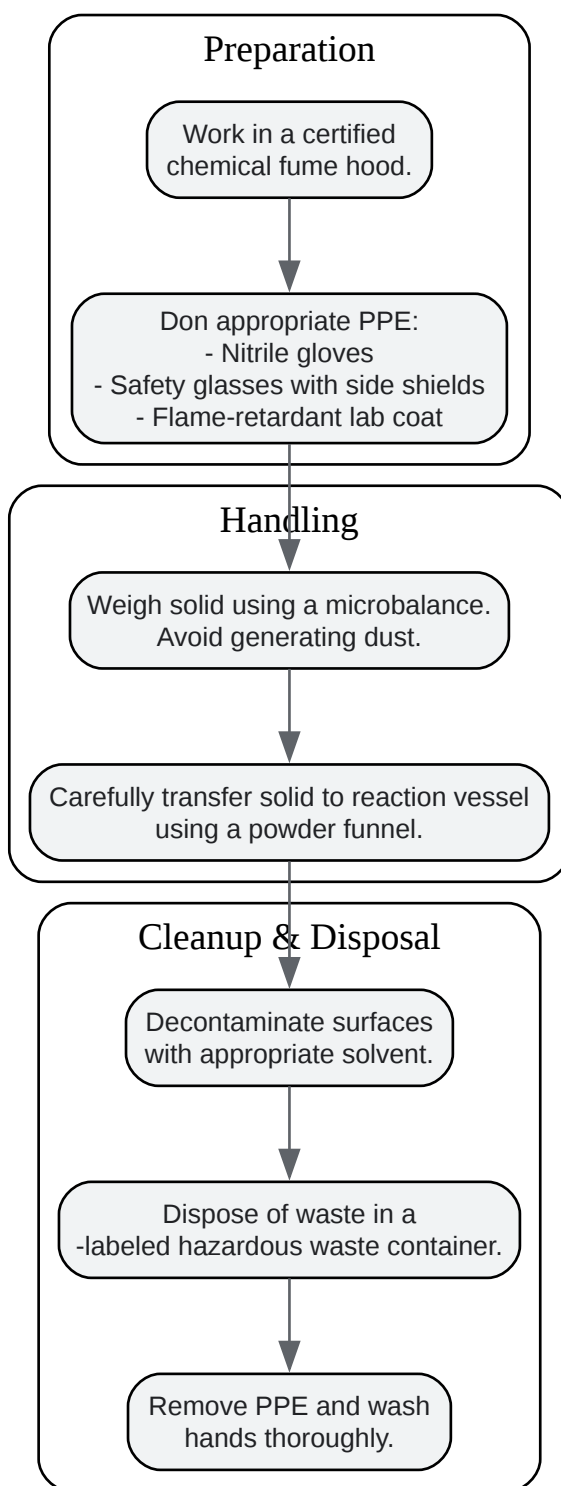 Preparation
Work in a certified
chemical fume hood.
Don appropriate PPE:
- Nitrile gloves
- Safety glasses with side shields
- Flame-retardant lab coat
Handling
Weigh solid using a microbalance.
Avoid generating dust.
Carefully transfer solid to reaction vessel
using a powder funnel.
Cleanup & Disposal
Decontaminate surfaces
with appropriate solvent.
Dispose of waste in a
-labeled hazardous waste container.
Remove PPE and wash
hands thoroughly.